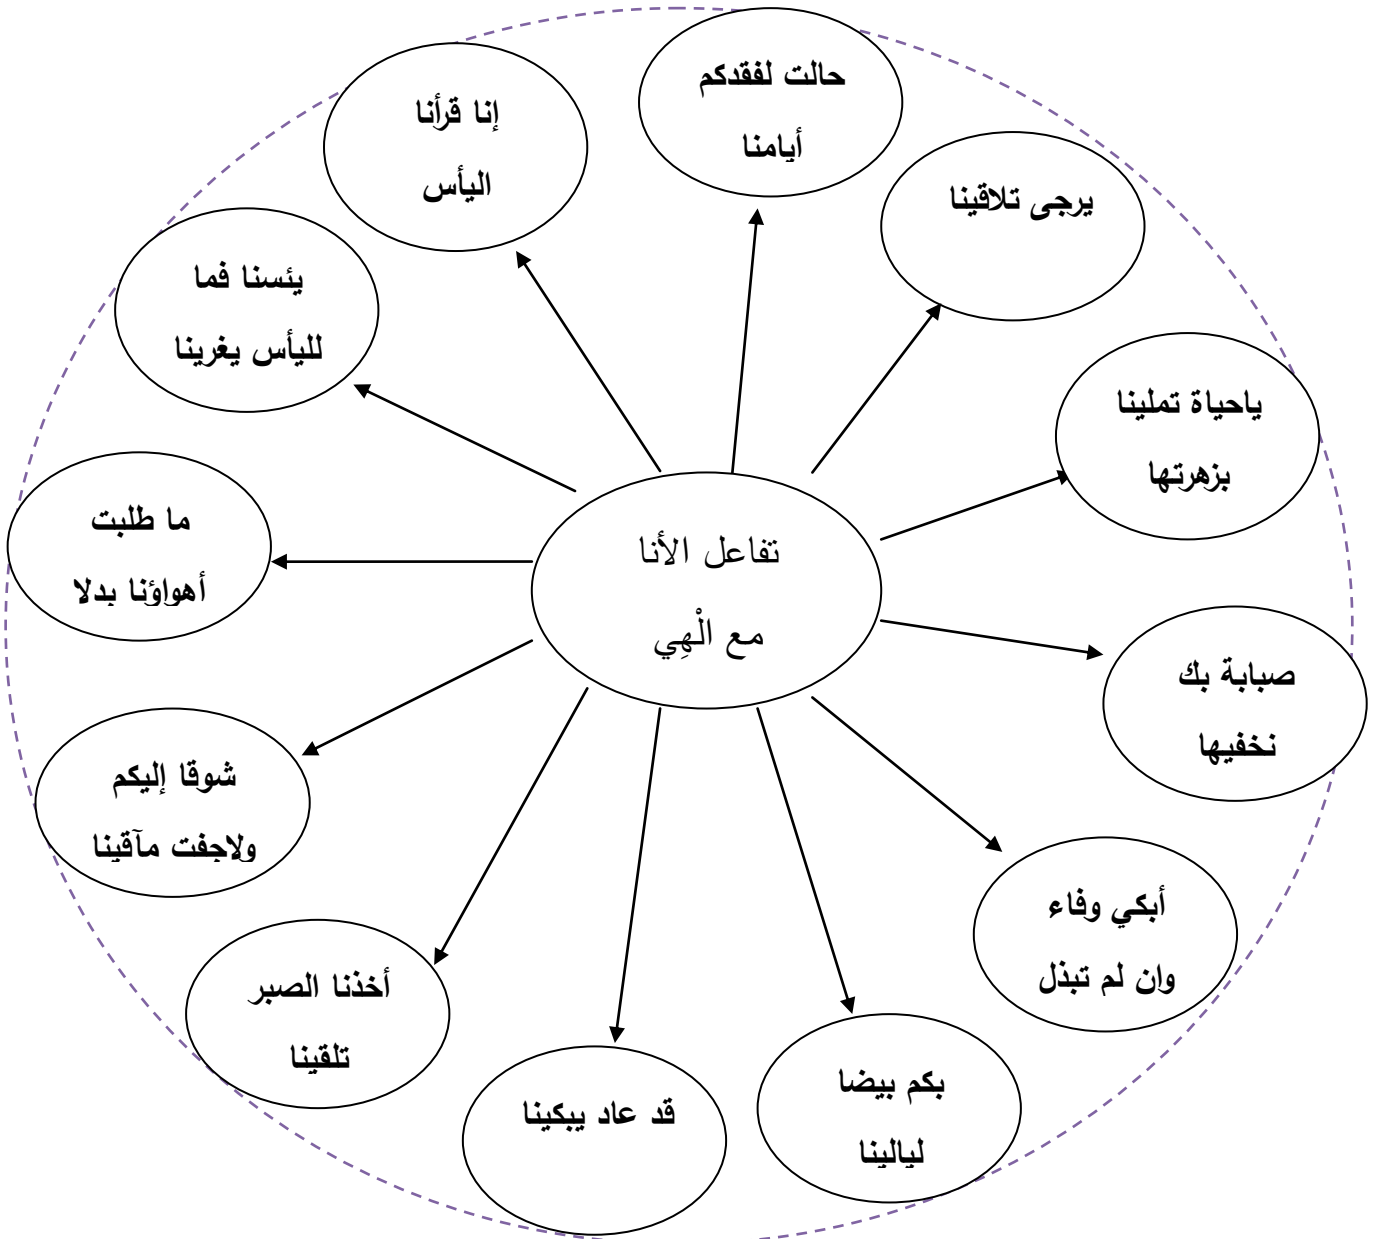 حالت لفقدكم
أيامنا
إنا قرأنا
اليأس
يرجى تلاقينا
يئسنا فما
لليأس يغرينا
ياحياة تملينا
بزهرتها
ما طلبت
أهواؤنا بدلا
تفاعل الأنا
مع الْهِي
صبابة بك
نخفيها
شوقا إليكم
ولاجفت مآقينا
أبكي وفاء
وان لم تبذل
أخذنا الصبر
تلقينا
بكم بيضا
ليالينا
قد عاد يبكينا